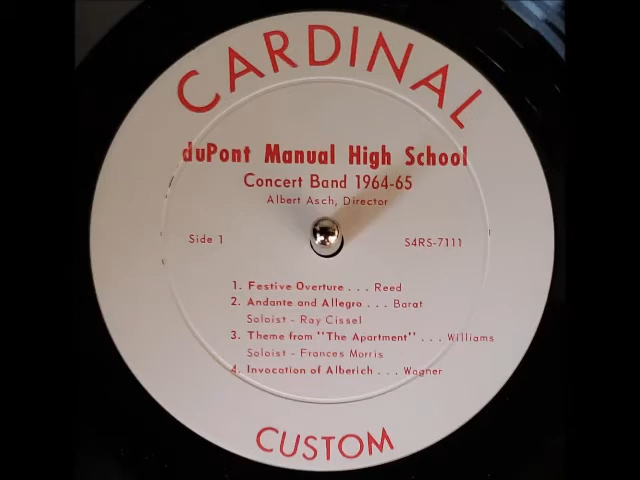 CARDINAL
duPont Manual High School
Concert Band 1964-65
Albert Asch, Director
Side 1 S4RS-7111
1. Festive Overture . . . Reed
2. Andante and Allegro . . . Barat
Soloist - Ray Cissel
3. Theme from "The Apartment" . . . Williams
Soloist - Frances Morris
4. Invocation of Alberich . . . Wagner
CUSTOM